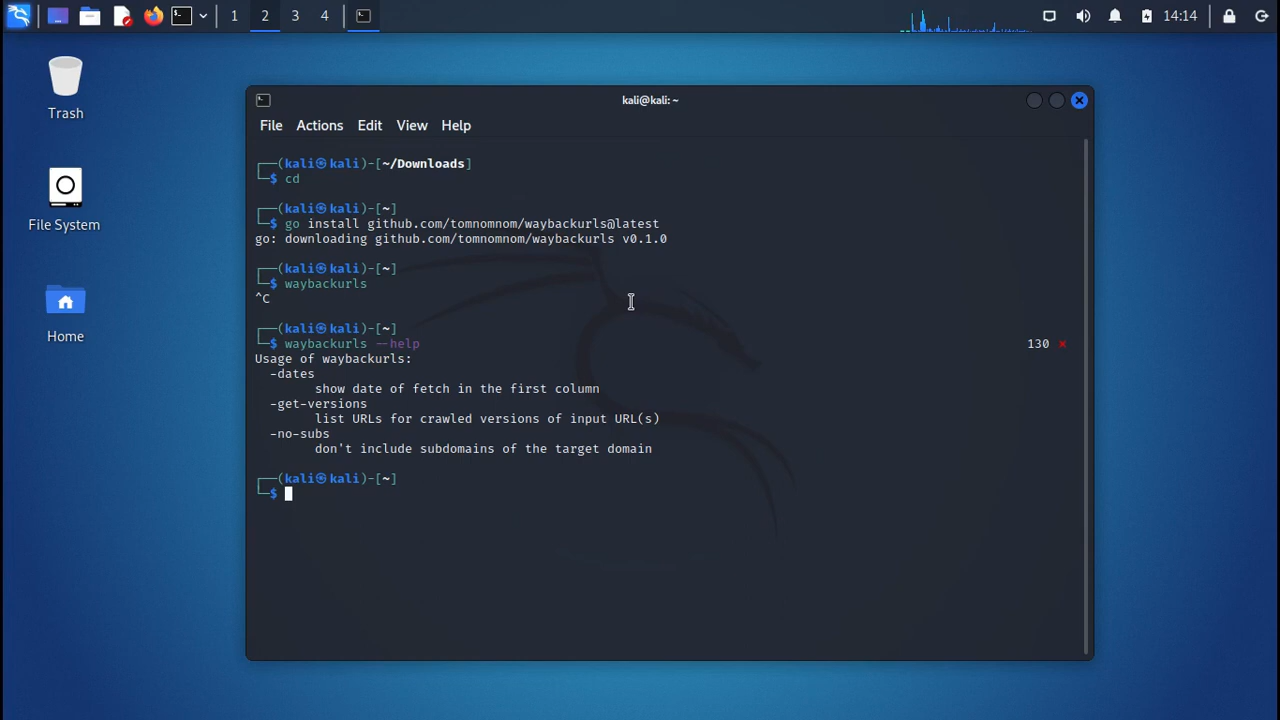 1 2 3 4 14:14
Trash
File System
Home
kali@kali: ~
File Actions Edit View Help
┌──(kali㉿kali)-[~/Downloads]
└─$ cd
┌──(kali㉿kali)-[~]
└─$ go install github.com/tomnomnom/waybackurls@latest
go: downloading github.com/tomnomnom/waybackurls v0.1.0
┌──(kali㉿kali)-[~]
└─$ waybackurls
^C
┌──(kali㉿kali)-[~]
└─$ waybackurls --help 130 ⨯
Usage of waybackurls:
-dates
show date of fetch in the first column
-get-versions
list URLs for crawled versions of input URL(s)
-no-subs
don't include subdomains of the target domain
┌──(kali㉿kali)-[~]
└─$